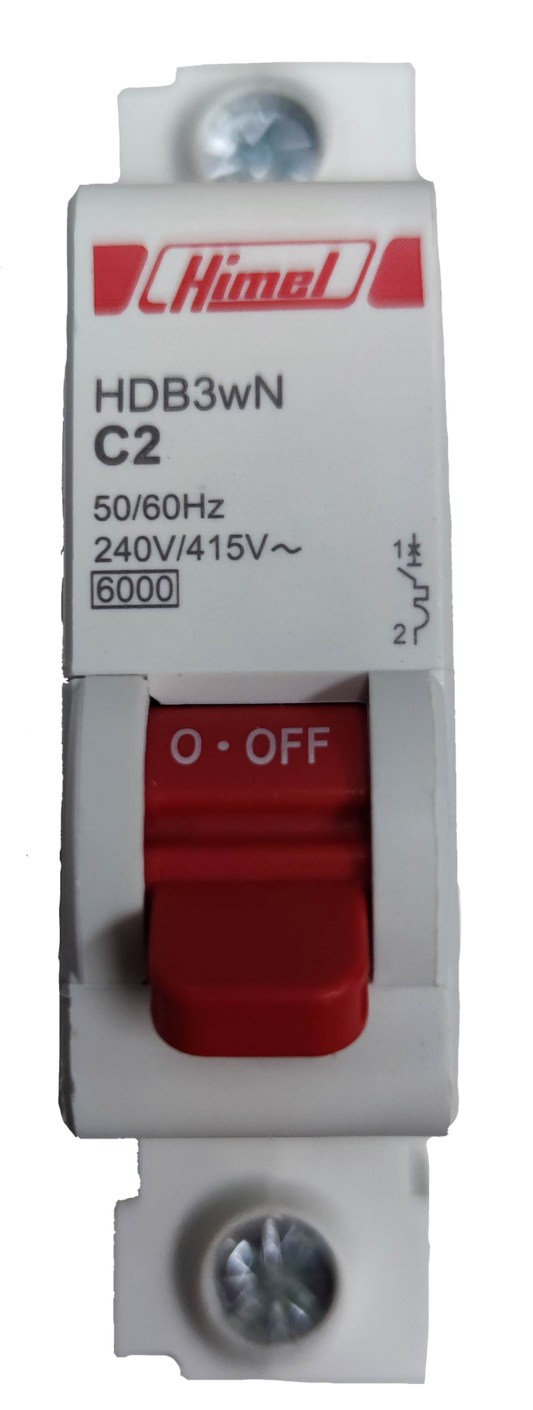 Himel
HDB3wN
C2
50/60Hz
240V/415V~
6000
1
2
O • OFF